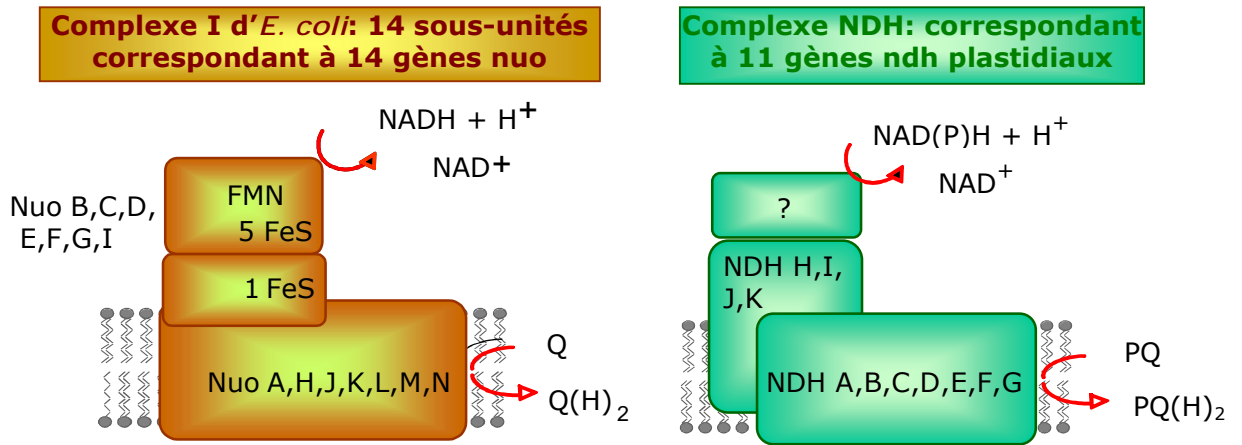 Complexe I d'E. coli: 14 sous-unités
correspondant à 14 gènes nuo
NADH + H+
NAD+
Nuo B,C,D,
E,F,G,I
FMN
5 FeS
1 FeS
Nuo A,H,J,K,L,M,N
Q
Q(H)2
Complexe NDH: correspondant
à 11 gènes ndh plastidiaux
NAD(P)H + H+
NAD+
?
NDH H,I,
J,K
NDH A,B,C,D,E,F,G
PQ
PQ(H)2